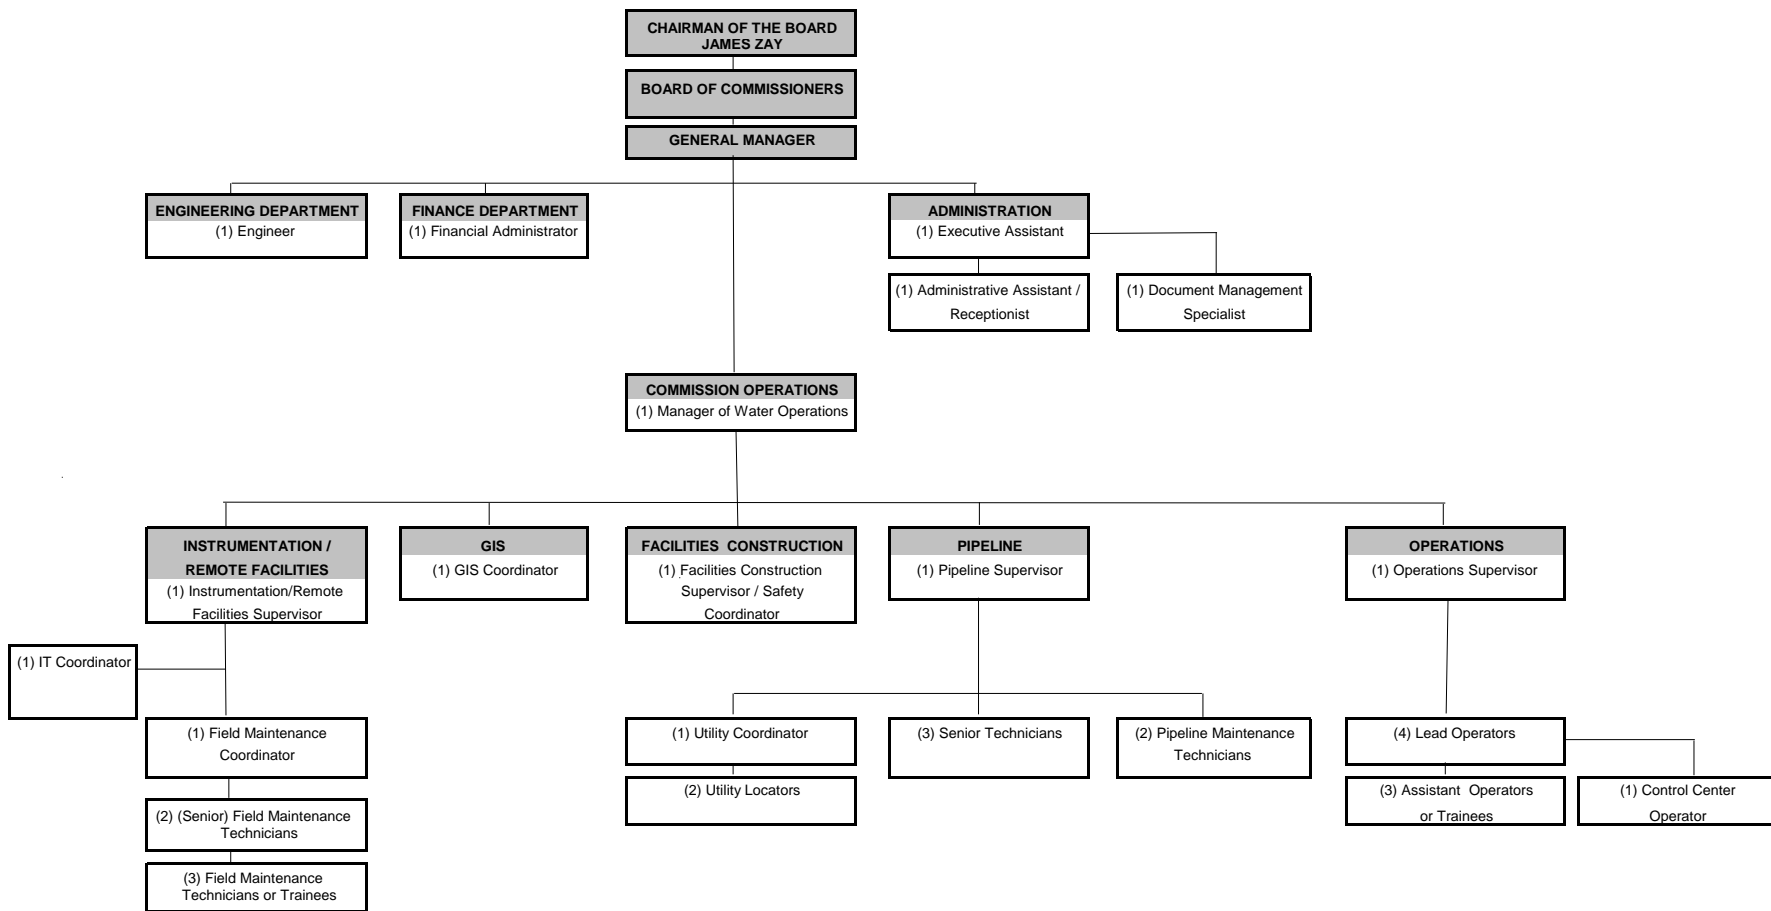 CHAIRMAN OF THE BOARD
JAMES ZAY
BOARD OF COMMISSIONERS
GENERAL MANAGER
ENGINEERING DEPARTMENT
(1) Engineer
FINANCE DEPARTMENT
(1) Financial Administrator
ADMINISTRATION
(1) Executive Assistant
(1) Administrative Assistant /
Receptionist
(1) Document Management
Specialist
COMMISSION OPERATIONS
(1) Manager of Water Operations
INSTRUMENTATION /
REMOTE FACILITIES
(1) Instrumentation/Remote
Facilities Supervisor
GIS
(1) GIS Coordinator
FACILITIES CONSTRUCTION
(1) Facilities Construction
Supervisor / Safety
Coordinator
PIPELINE
(1) Pipeline Supervisor
OPERATIONS
(1) Operations Supervisor
(1) IT Coordinator
(1) Field Maintenance
Coordinator
(2) (Senior) Field Maintenance
Technicians
(3) Field Maintenance
Technicians or Trainees
(1) Utility Coordinator
(2) Utility Locators
(3) Senior Technicians
(2) Pipeline Maintenance
Technicians
(4) Lead Operators
(3) Assistant Operators
or Trainees
(1) Control Center
Operator